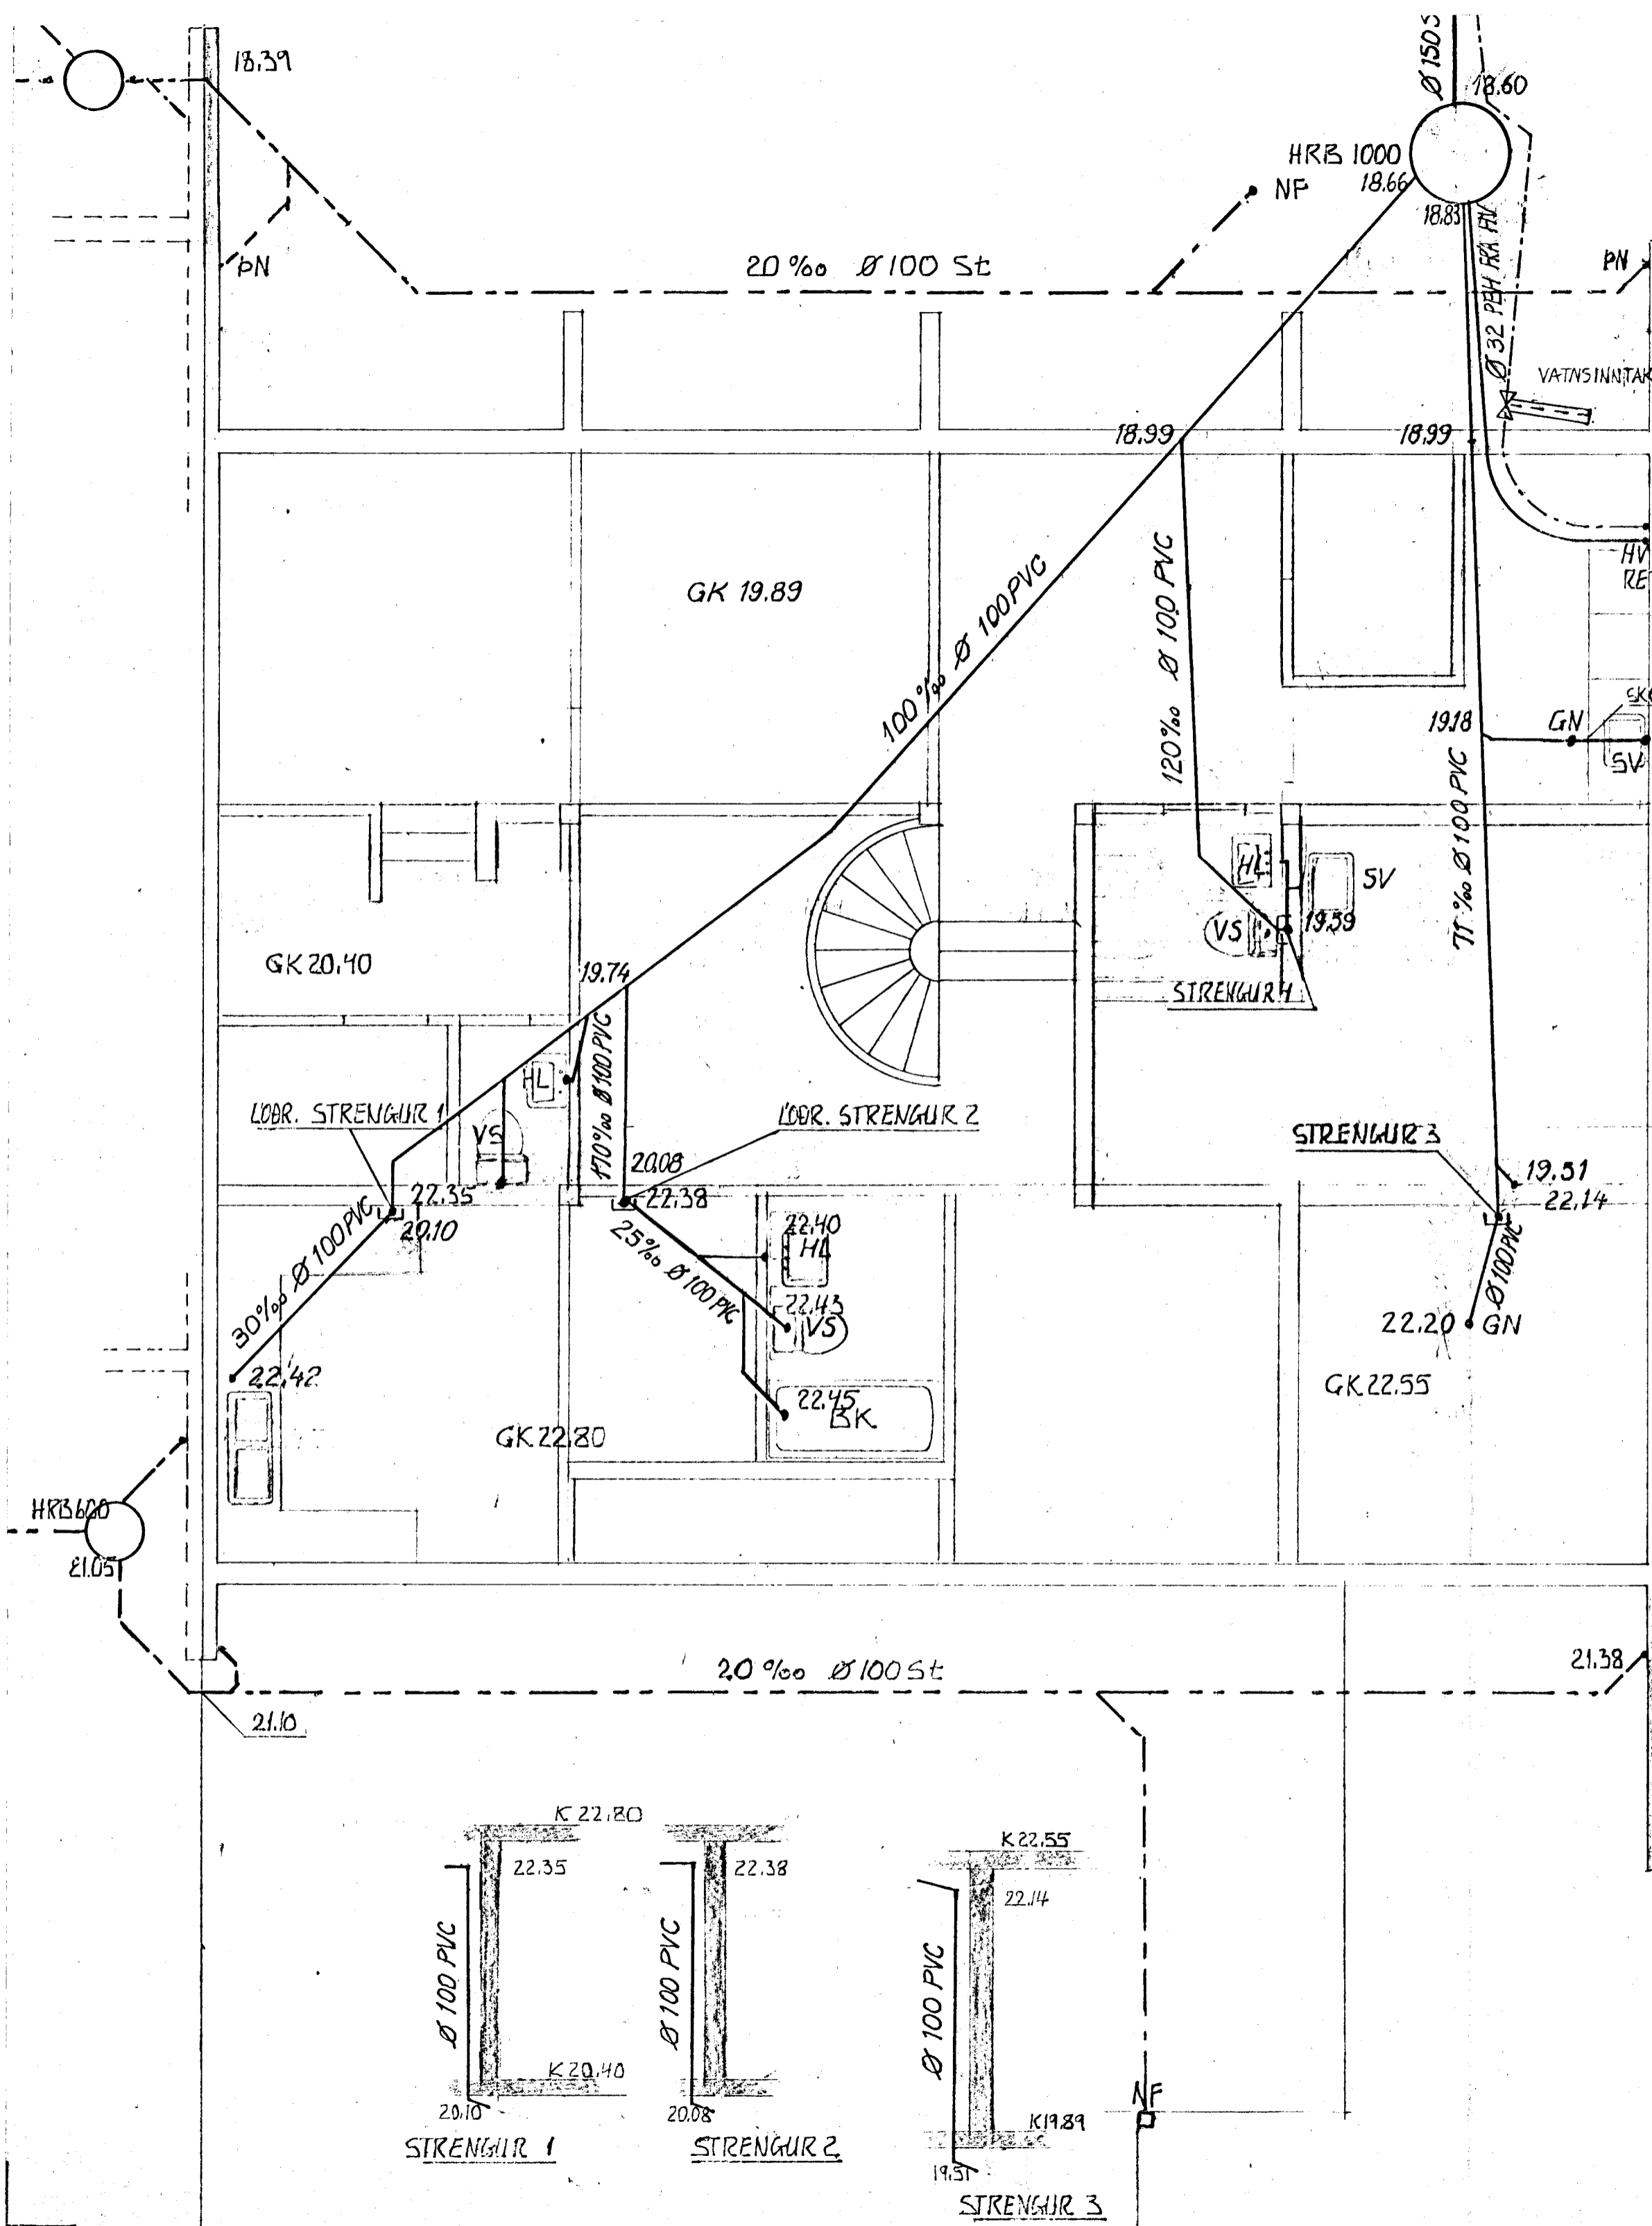 18.39
Ø 150 S
18.60
HRB 1000
18.66
NF
18.83
Ø 32 PEH FRÁ HV
ÞN
20 %o Ø 100 St
ÞN
VATNSINNTAK
18.99
18.99
GK 19.89
100 %o Ø 100 PVC
120 %o Ø 100 PVC
HV
19.18
GN
SV
77 %o Ø 100 PVC
HL
SV
VS
19.59
STRENGUR 4
GK 20.40
19.74
HL
170 %o Ø 100 PVC
LÓÐR. STRENGUR 1
VS
LÓÐR. STRENGUR 2
STRENGUR 3
20.08
19.51
22.35
22.38
22.14
20.10
30 %o Ø 100 PVC
25 %o Ø 100 PVC
22.40
HL
Ø 100 PVC
22.43
VS
22.20 GN
22.42
22.45
BK
GK 22.55
GK 22.80
HRB 600
21.05
20 %o Ø 100 St
21.38
21.10
K 22.80
K 22.55
22.35
22.38
22.14
Ø 100 PVC
Ø 100 PVC
Ø 100 PVC
K 20.40
NF
20.10
20.08
K 19.89
STRENGUR 1
STRENGUR 2
19.51
STRENGUR 3